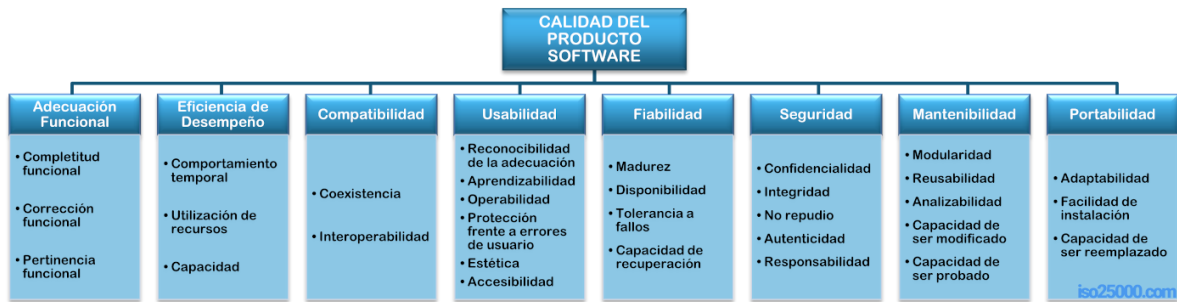 CALIDAD DEL
PRODUCTO
SOFTWARE
Adecuación
Funcional
• Completitud
funcional
• Corrección
funcional
• Pertinencia
funcional
Eficiencia de
Desempeño
• Comportamiento
temporal
• Utilización de
recursos
• Capacidad
Compatibilidad
• Coexistencia
• Interoperabilidad
Usabilidad
• Reconocibilidad
de la adecuación
• Aprendizabilidad
• Operabilidad
• Protección
frente a errores
de usuario
• Estética
• Accesibilidad
Fiabilidad
• Madurez
• Disponibilidad
• Tolerancia a
fallos
• Capacidad de
recuperación
Seguridad
• Confidencialidad
• Integridad
• No repudio
• Autenticidad
• Responsabilidad
Mantenibilidad
• Modularidad
• Reusabilidad
• Analizabilidad
• Capacidad de
ser modificado
• Capacidad de
ser probado
Portabilidad
• Adaptabilidad
• Facilidad de
instalación
• Capacidad de
ser reemplazado
iso25000.com